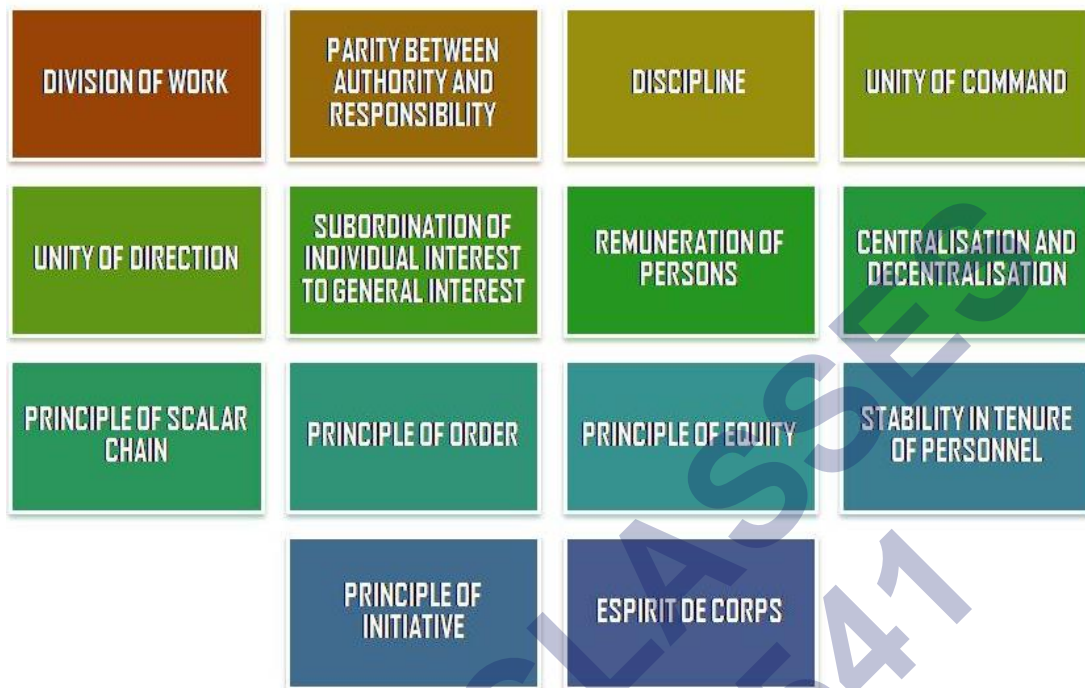 DIVISION OF WORK
PARITY BETWEEN
AUTHORITY AND
RESPONSIBILITY
DISCIPLINE
UNITY OF COMMAND
UNITY OF DIRECTION
SUBORDINATION OF
INDIVIDUAL INTEREST
TO GENERAL INTEREST
REMUNERATION OF
PERSONS
CENTRALISATION AND
DECENTRALISATION
PRINCIPLE OF SCALAR
CHAIN
PRINCIPLE OF ORDER
PRINCIPLE OF EQUITY
STABILITY IN TENURE
OF PERSONNEL
PRINCIPLE OF
INITIATIVE
ESPIRIT DE CORPS
CLASSES
541